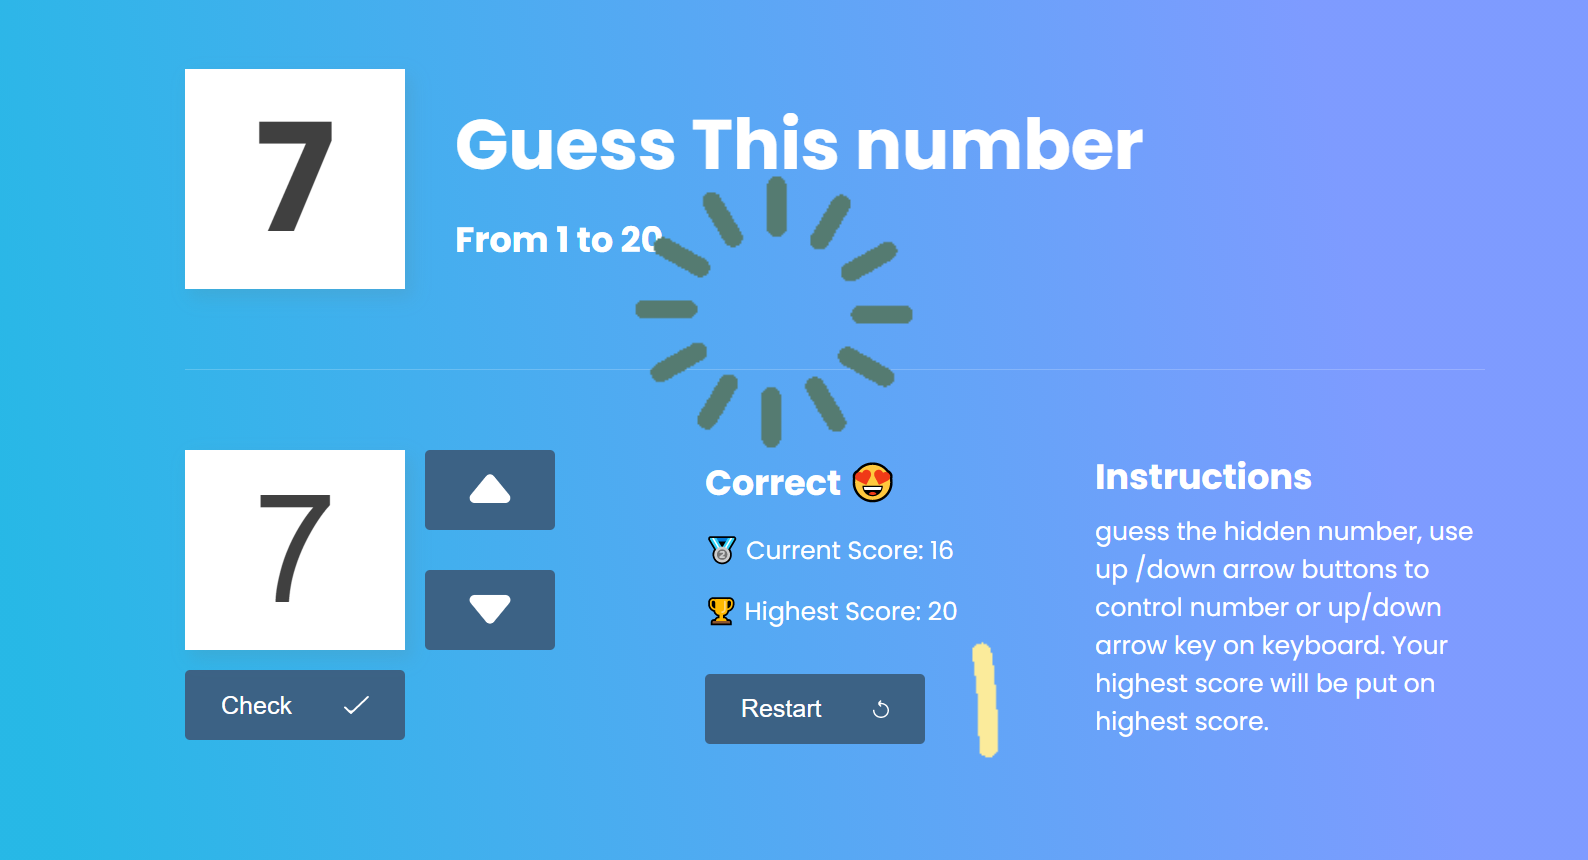 7
Guess This number
From 1 to 20
7
Check
Correct 😍
🥈 Current Score: 16
🏆 Highest Score: 20
Restart
Instructions
guess the hidden number, use
up /down arrow buttons to
control number or up/down
arrow key on keyboard. Your
highest score will be put on
highest score.